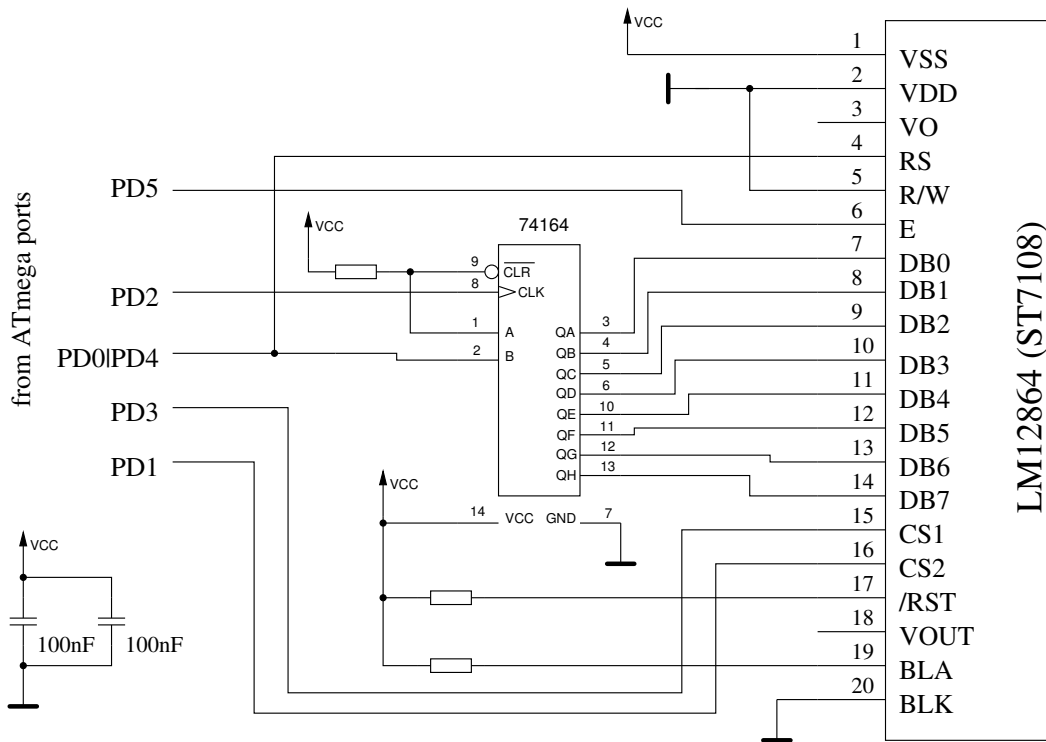 VCC
1
VSS
2
VDD
3
VO
4
RS
5
R/W
6
E
7
DB0
8
DB1
9
DB2
10
DB3
11
DB4
12
DB5
13
DB6
14
DB7
15
CS1
16
CS2
17
/RST
18
VOUT
19
BLA
20
BLK
LM12864 (ST7108)
from ATmega ports
PD5
PD2
PD0|PD4
PD3
PD1
VCC
74164
9
CLR
8
CLK
1
A
2
B
QA
3
QB
4
QC
5
QD
6
QE
10
QF
11
QG
12
QH
13
VCC
14
VCC
GND
7
VCC
100nF
100nF